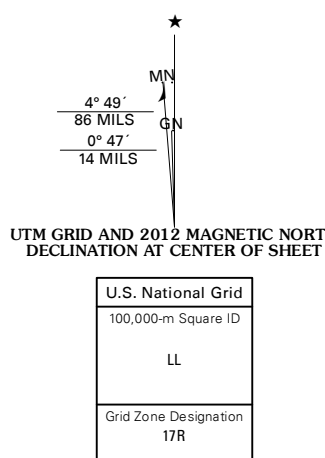 ★
MN
4° 49´
86 MILS
GN
0° 47´
14 MILS
UTM GRID AND 2012 MAGNETIC NORT
DECLINATION AT CENTER OF SHEET
U.S. National Grid
100,000-m Square ID
LL
Grid Zone Designation
17R